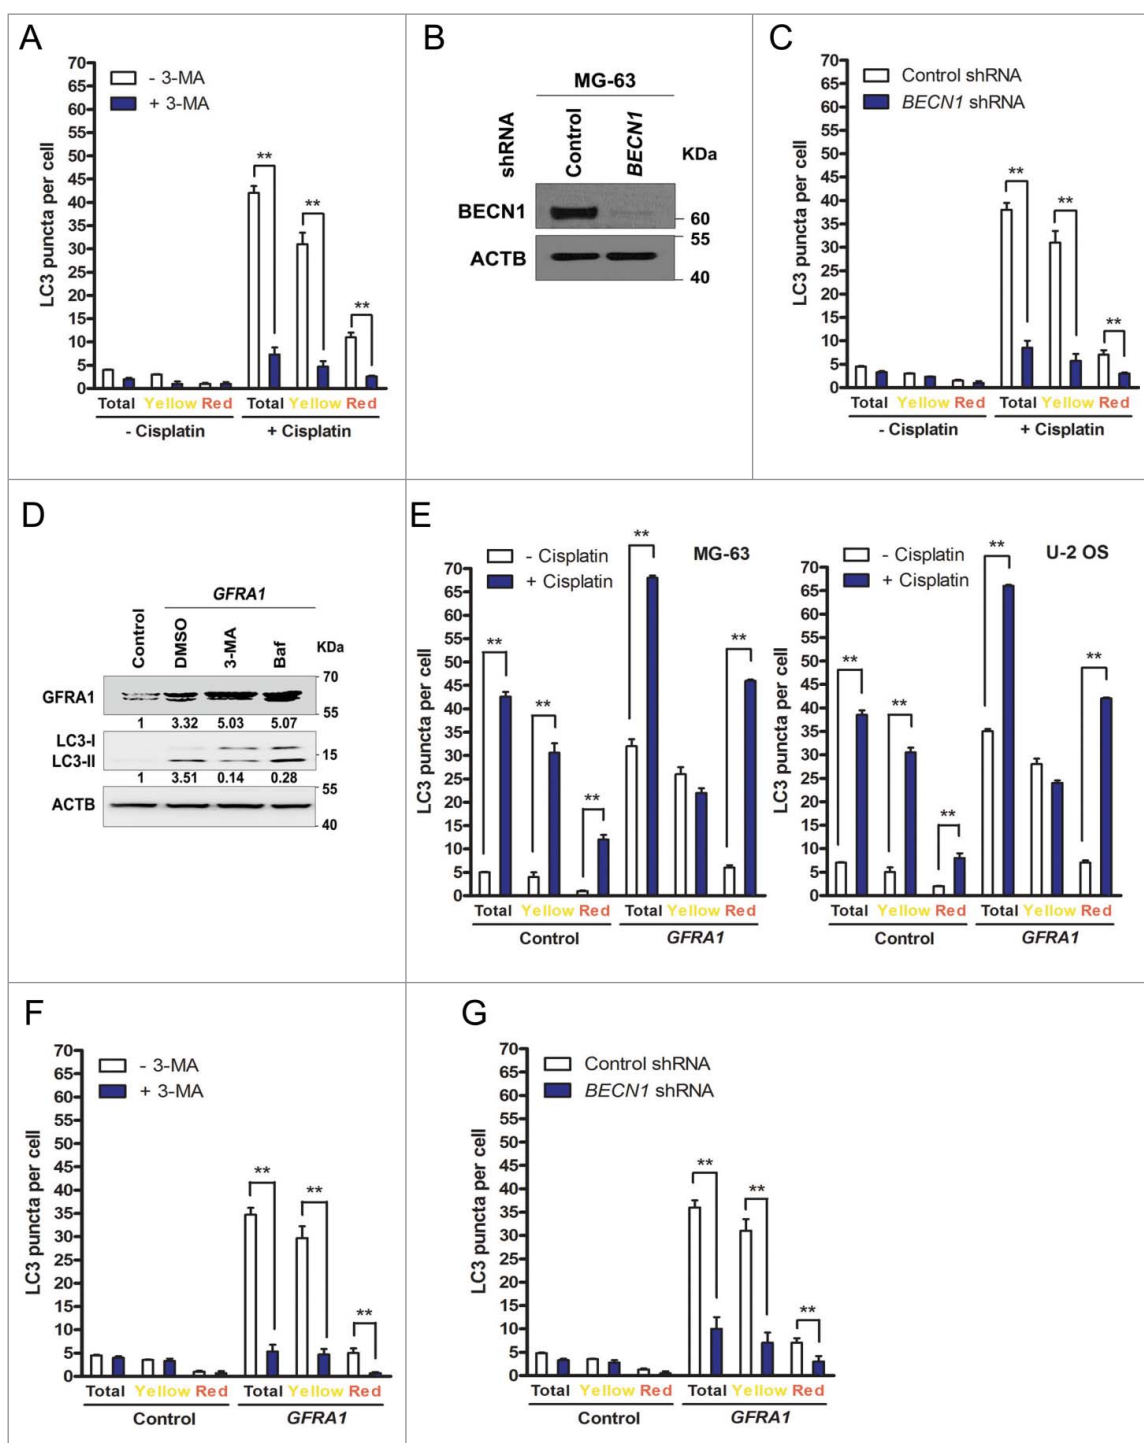 A
- 3-MA
+ 3-MA
LC3 puncta per cell
70
65
60
55
50
45
40
35
30
25
20
15
10
5
0
**
**
**
Total Yellow Red Total Yellow Red
- Cisplatin + Cisplatin
B
MG-63
shRNA
Control
BECN1
KDa
BECN1
60
55
ACTB
40
C
Control shRNA
BECN1 shRNA
LC3 puncta per cell
70
65
60
55
50
45
40
35
30
25
20
15
10
5
0
**
**
**
Total Yellow Red Total Yellow Red
- Cisplatin + Cisplatin
D
GFRA1
Control
DMSO
3-MA
Baf
KDa
70
GFRA1
55
1 3.32 5.03 5.07
LC3-I
15
LC3-II
1 3.51 0.14 0.28
55
ACTB
40
E
- Cisplatin
+ Cisplatin
MG-63
LC3 puncta per cell
70
65
60
55
50
45
40
35
30
25
20
15
10
5
0
**
**
**
**
**
Total Yellow Red Total Yellow Red
Control GFRA1
- Cisplatin
+ Cisplatin
U-2 OS
LC3 puncta per cell
70
65
60
55
50
45
40
35
30
25
20
15
10
5
0
**
**
**
**
**
Total Yellow Red Total Yellow Red
Control GFRA1
F
- 3-MA
+ 3-MA
LC3 puncta per cell
70
65
60
55
50
45
40
35
30
25
20
15
10
5
0
**
**
**
Total Yellow Red Total Yellow Red
Control GFRA1
G
Control shRNA
BECN1 shRNA
LC3 puncta per cell
70
65
60
55
50
45
40
35
30
25
20
15
10
5
0
**
**
**
Total Yellow Red Total Yellow Red
Control GFRA1